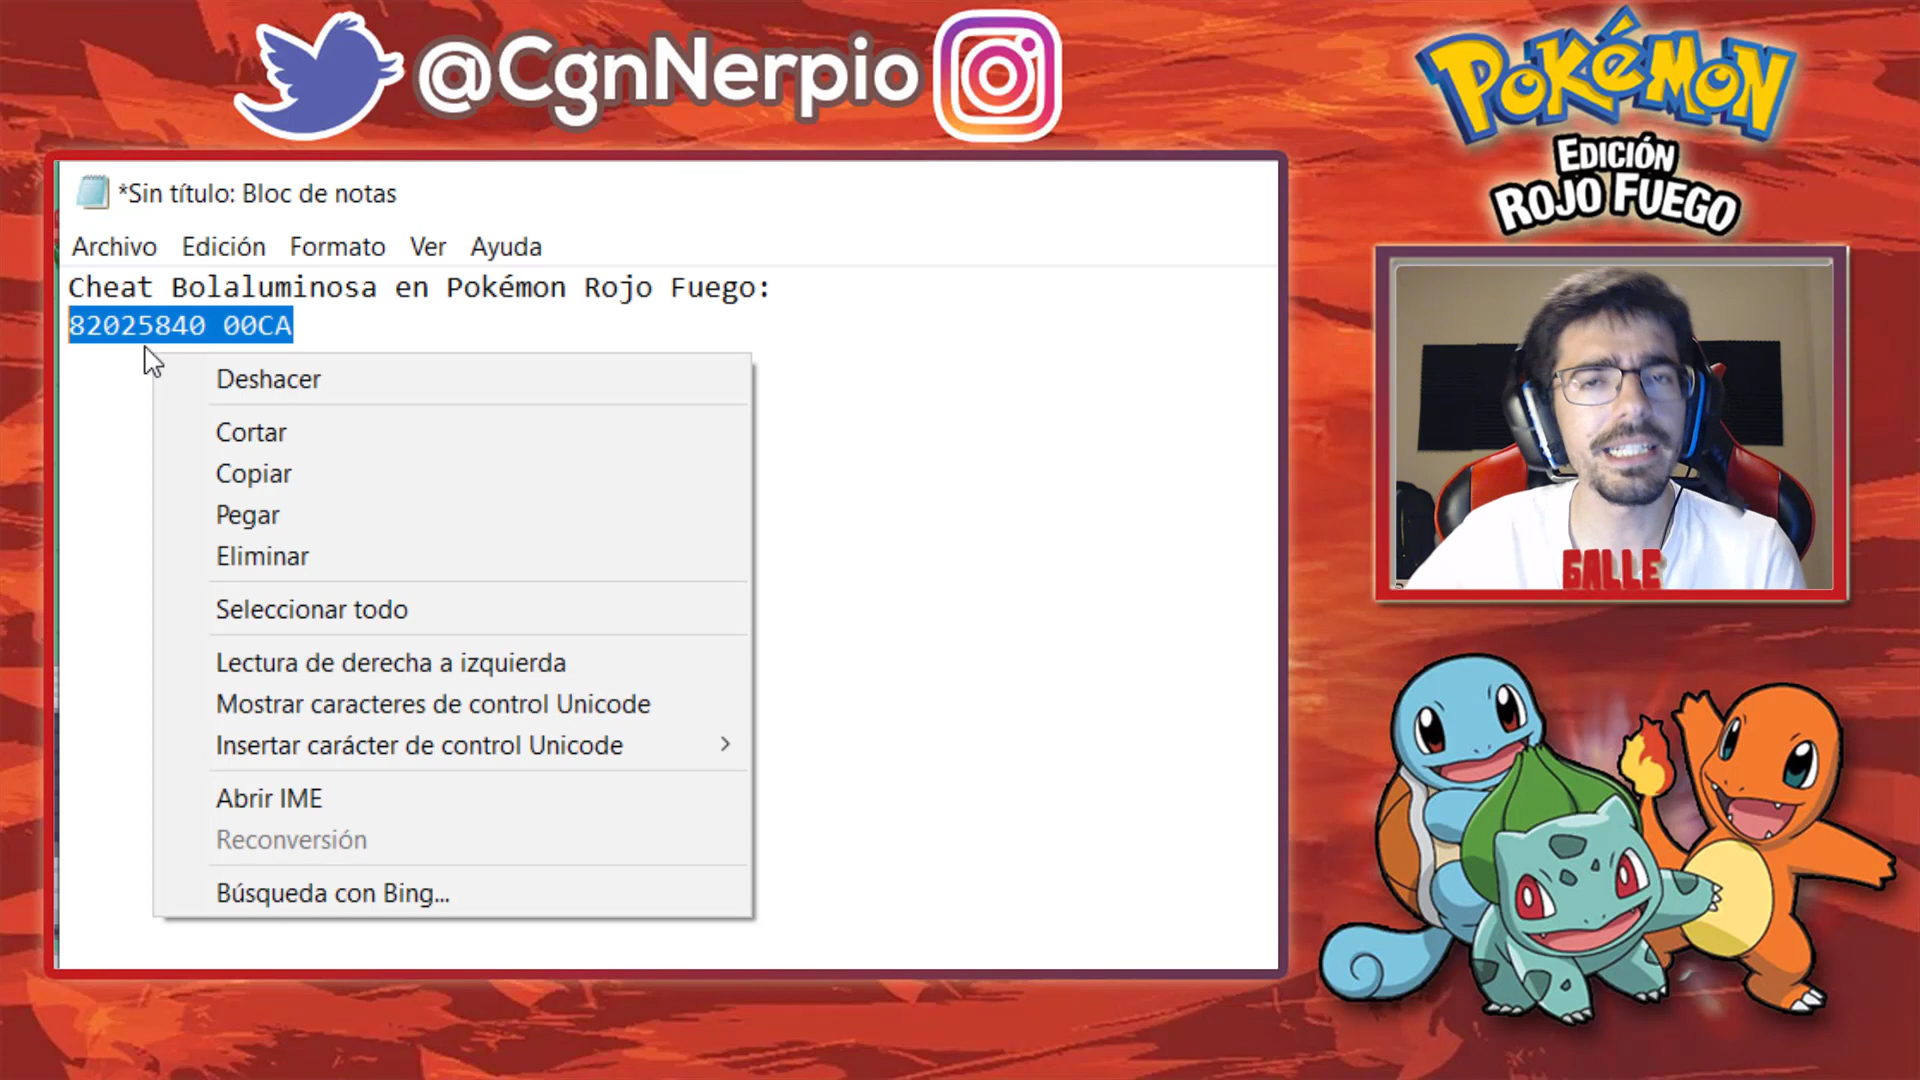 @CgnNerpio
POKéMON
EDICIÓN
ROJO FUEGO
*Sin título: Bloc de notas
Archivo Edición Formato Ver Ayuda
Cheat Bolaluminosa en Pokémon Rojo Fuego:
82025840 00CA
Deshacer
Cortar
Copiar
Pegar
Eliminar
Seleccionar todo
Lectura de derecha a izquierda
Mostrar caracteres de control Unicode
Insertar carácter de control Unicode
Abrir IME
Reconversión
Búsqueda con Bing...
GALLE